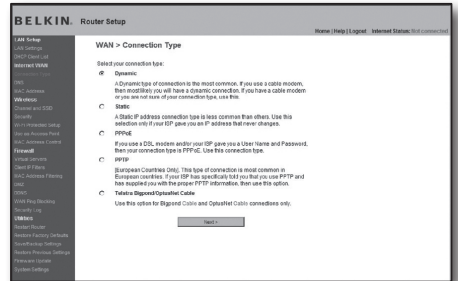 BELKIN. Router Setup
Home | Help | Logout Internet Status: Not connected
LAN Setup
LAN Settings
DHCP Client List
Internet WAN
Connection Type
DNS
MAC Address
Wireless
Channel and SSID
Security
Wi-Fi Protected Setup
Use as Access Point
MAC Address Control
Firewall
Virtual Servers
Client IP Filters
MAC Address Filtering
DMZ
DDNS
WAN Ping Blocking
Security Log
Utilities
Restart Router
Restore Factory Defaults
Save/Backup Settings
Restore Previous Settings
Firmware Update
System Settings
WAN > Connection Type
Select your connection type:
Dynamic
A Dynamic type of connection is the most common. If you use a cable modem,
then most likely you will have a dynamic connection. If you have a cable modem
or you are not sure of your connection type, use this.
Static
A Static IP address connection type is less common than others. Use this
selection only if your ISP gave you an IP address that never changes.
PPPoE
If you use a DSL modem and/or your ISP gave you a User Name and Password,
then your connection type is PPPoE. Use this connection type.
PPTP
[European Countries Only]. This type of connection is most common in
European countries. If your ISP has specifically told you that you use PPTP and
has supplied you with the proper PPTP information, then use this option.
Telstra Bigpond/OptusNet Cable
Use this option for Bigpond Cable and OptusNet Cable connections only.
Next >